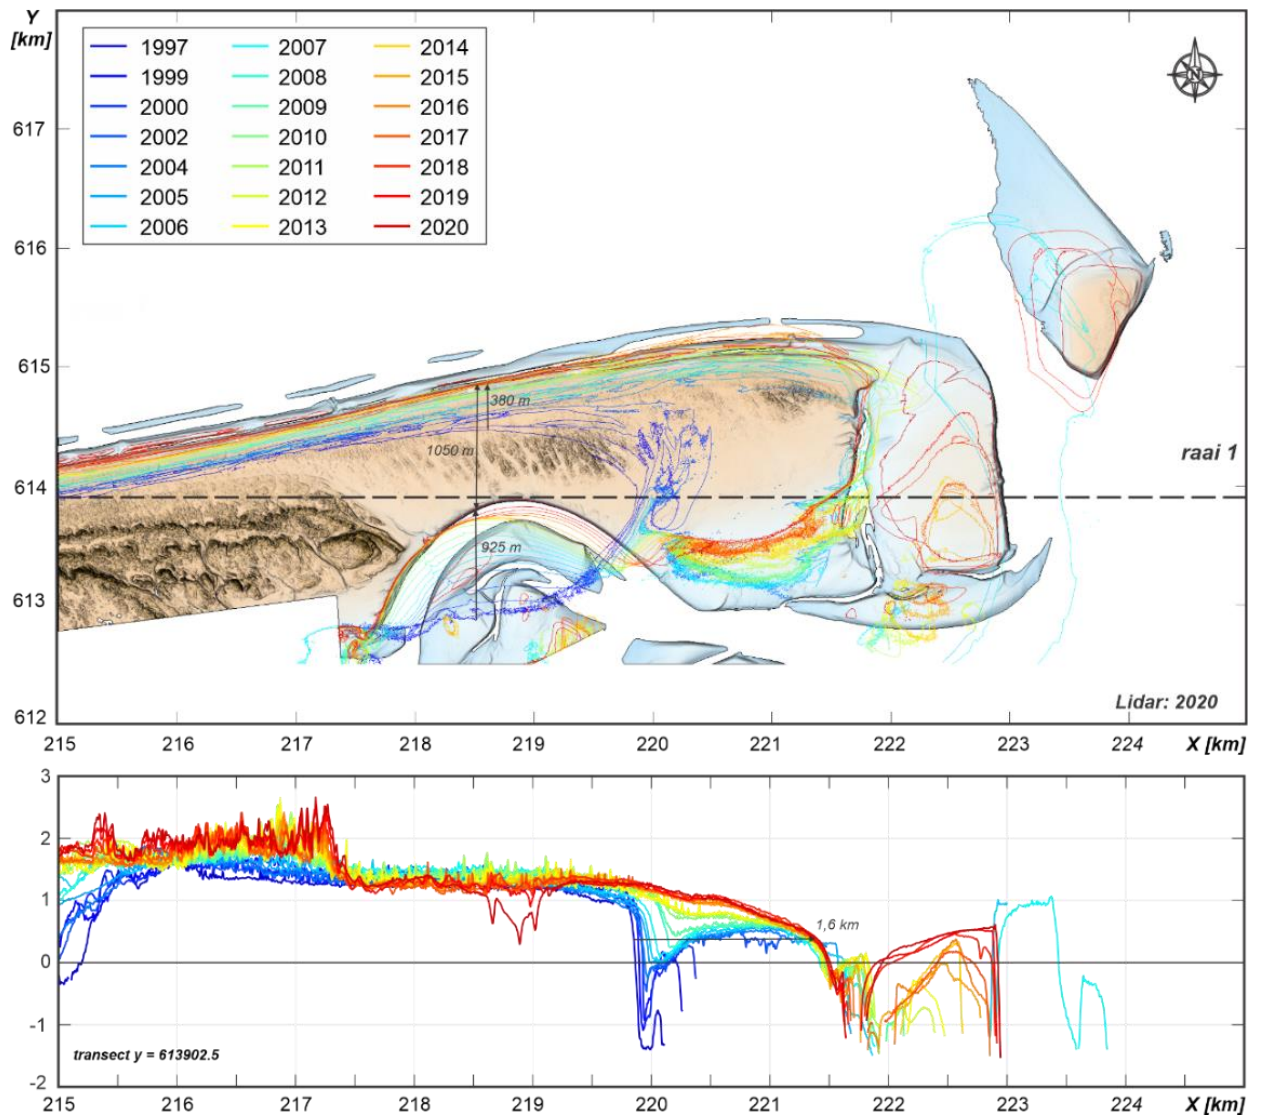 Y
[km]
1997 2007 2014
1999 2008 2015
2000 2009 2016
2002 2010 2017
2004 2011 2018
2005 2012 2019
2006 2013 2020
N
617
616
615
380 m
1050 m
raai 1
614
925 m
613
Lidar: 2020
612
215 216 217 218 219 220 221 222 223 224 X [km]
3
2
1
1,6 km
0
-1
transect y = 613902.5
-2
215 216 217 218 219 220 221 222 223 224 X [km]